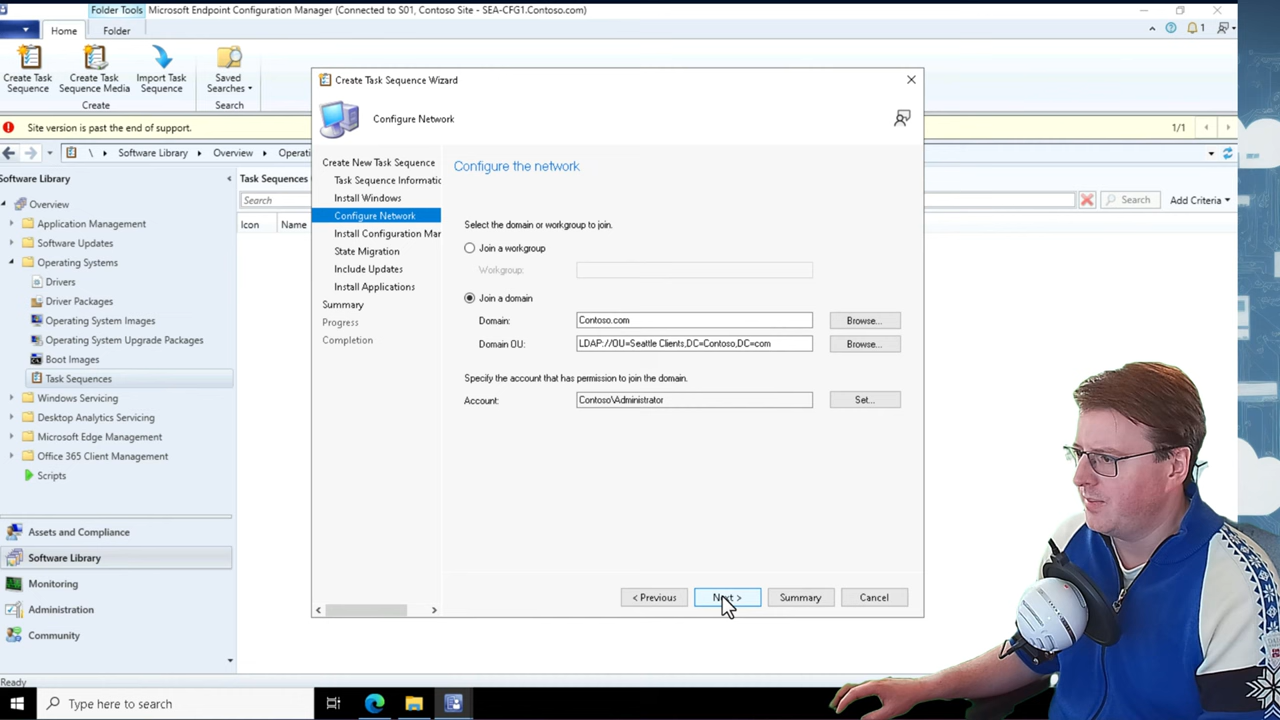 Folder Tools
Microsoft Endpoint Configuration Manager (Connected to S01, Contoso Site - SEA-CFG1.Contoso.com)
Home
Folder
1
Create Task Sequence
Create Task Sequence Media
Import Task Sequence
Saved Searches
Create
Search
Site version is past the end of support.
1/1
\
Software Library
Overview
Operati
Software Library
Overview
Application Management
Software Updates
Operating Systems
Drivers
Driver Packages
Operating System Images
Operating System Upgrade Packages
Boot Images
Task Sequences
Windows Servicing
Desktop Analytics Servicing
Microsoft Edge Management
Office 365 Client Management
Scripts
Assets and Compliance
Software Library
Monitoring
Administration
Community
Ready
Task Sequences
Search
Search
Add Criteria
Icon
Name
Create Task Sequence Wizard
Configure Network
Create New Task Sequence
Task Sequence Informatic
Install Windows
Configure Network
Install Configuration Mar
State Migration
Include Updates
Install Applications
Summary
Progress
Completion
Configure the network
Select the domain or workgroup to join.
Join a workgroup
Workgroup:
Join a domain
Domain:
Contoso.com
Browse...
Domain OU:
LDAP://OU=Seattle Clients,DC=Contoso,DC=com
Browse...
Specify the account that has permission to join the domain.
Account:
Contoso\Administrator
Set...
< Previous
Next >
Summary
Cancel
Type here to search